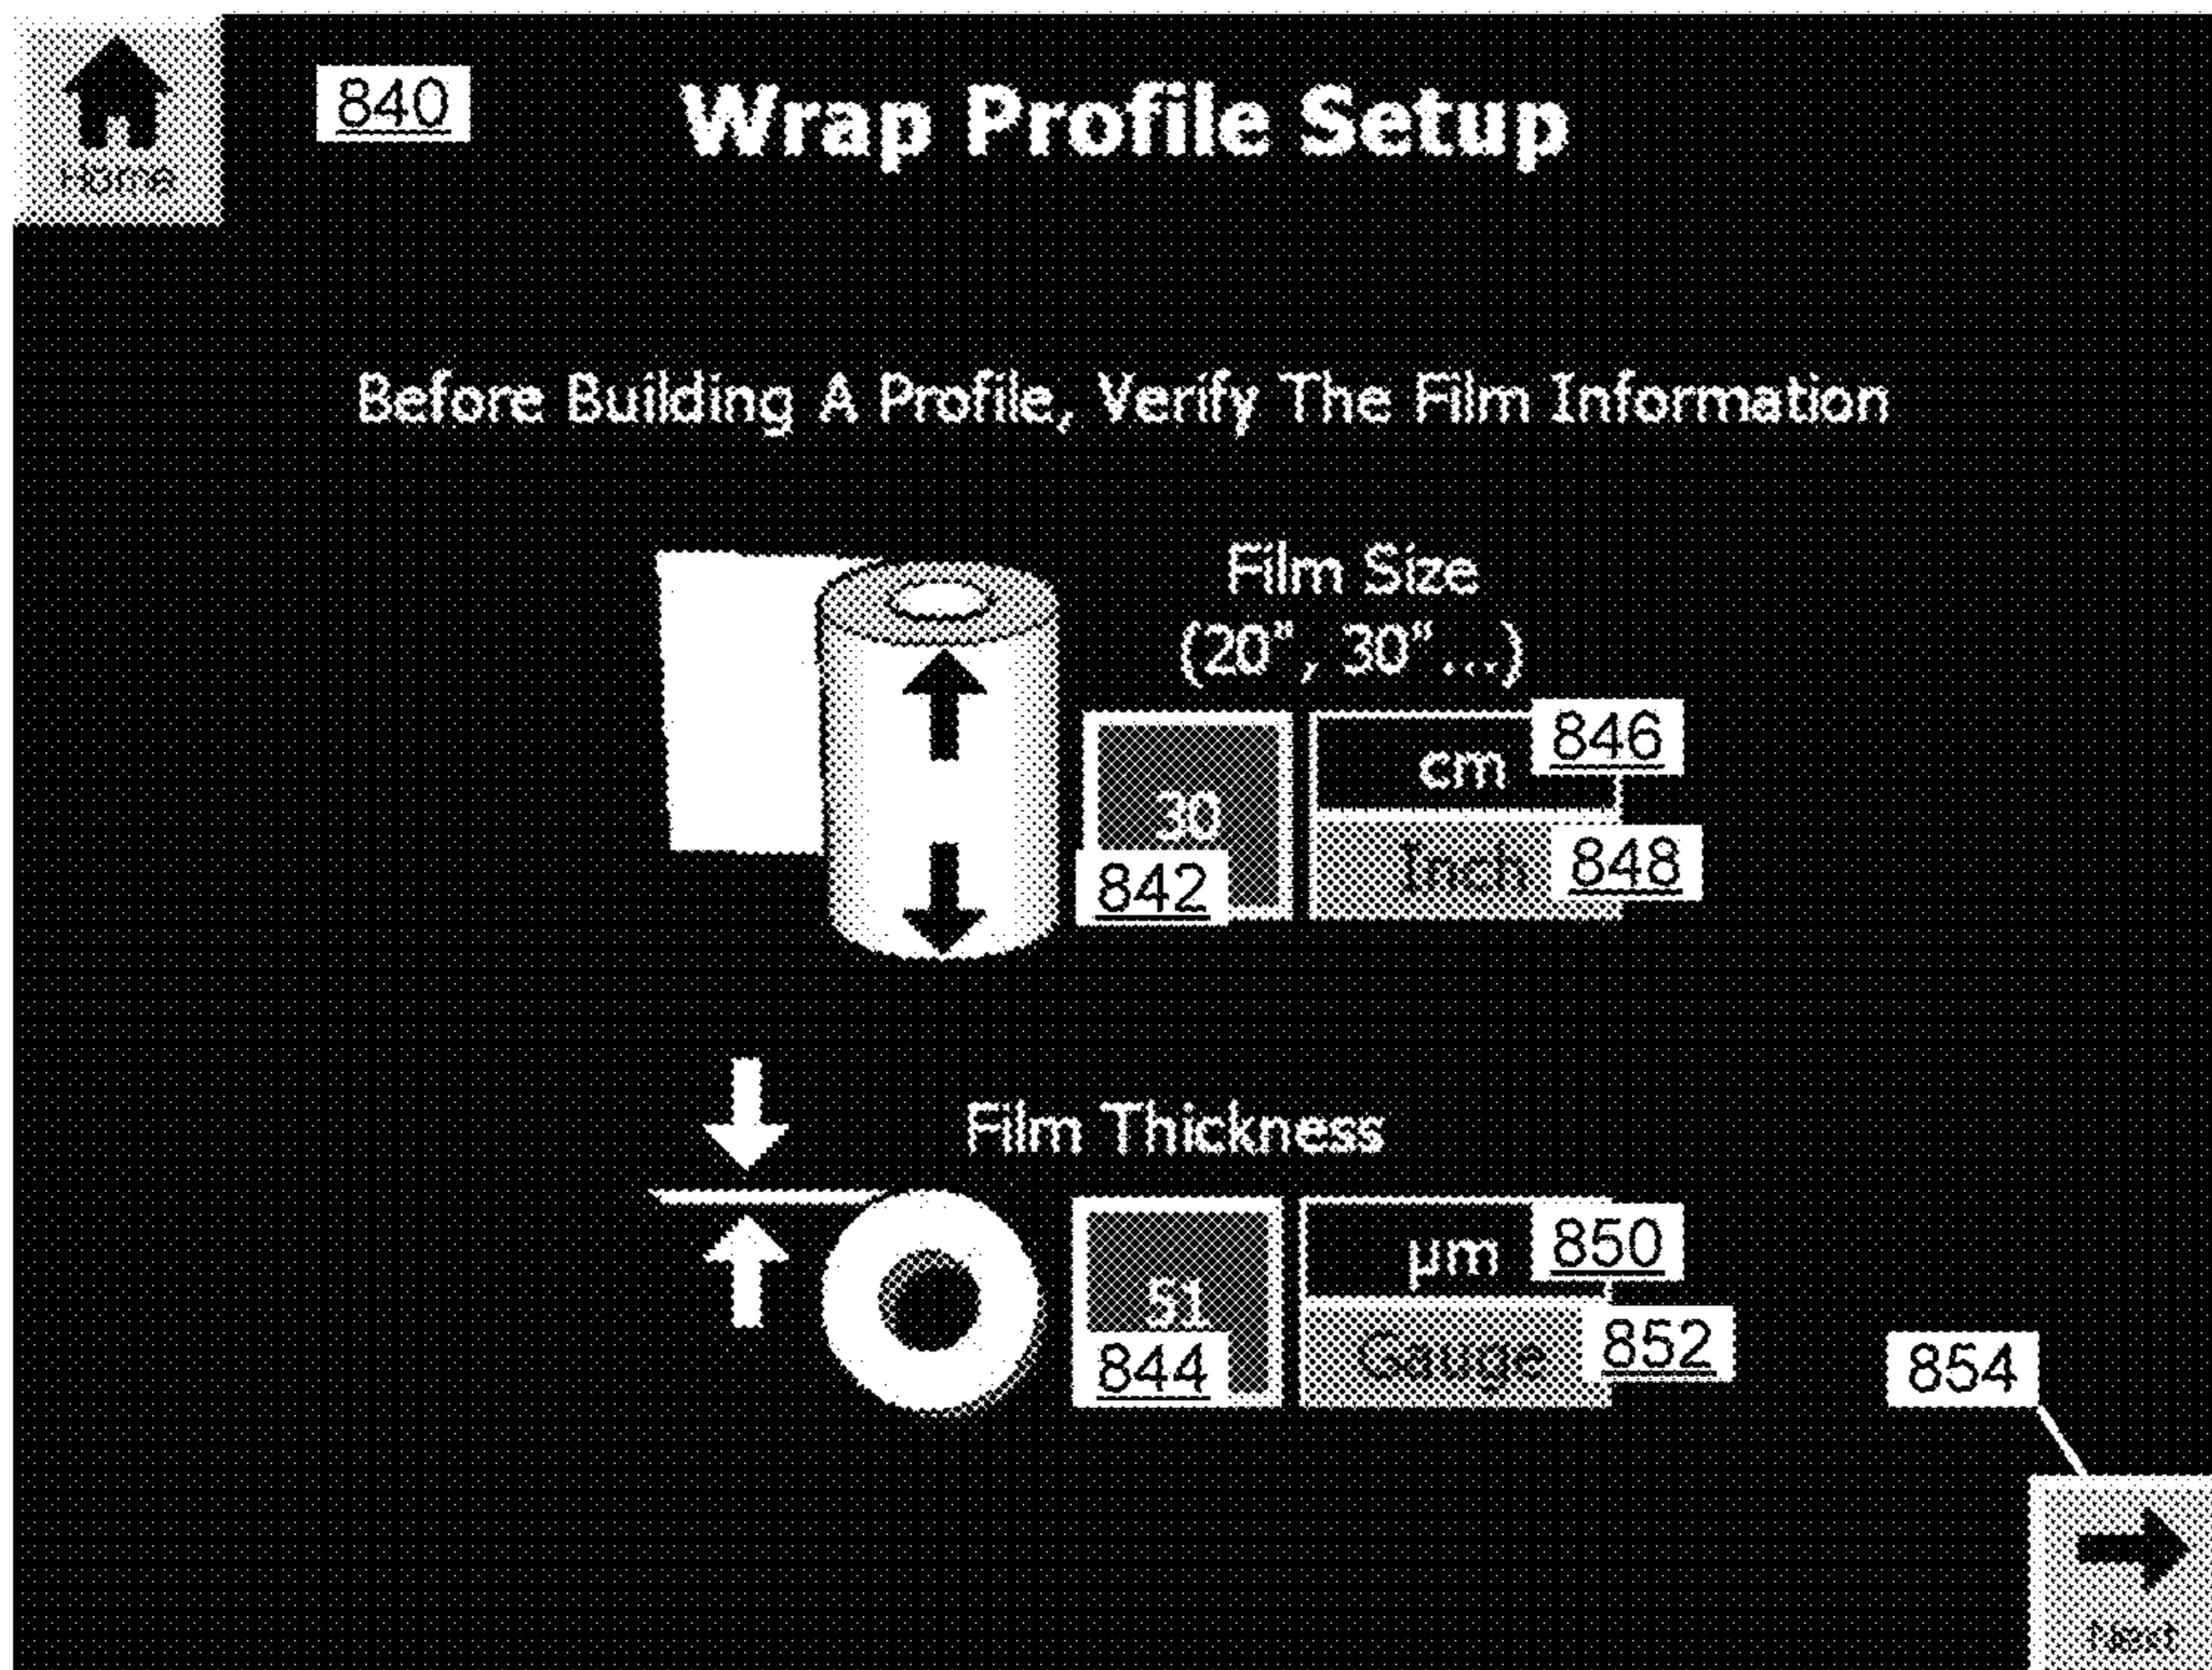 Home
840
Wrap Profile Setup
Before Building A Profile, Verify The Film Information
Film Size
(20", 30"...)
30
842
cm
846
Inch
848
Film Thickness
51
844
µm
850
Gauge
852
854
Next